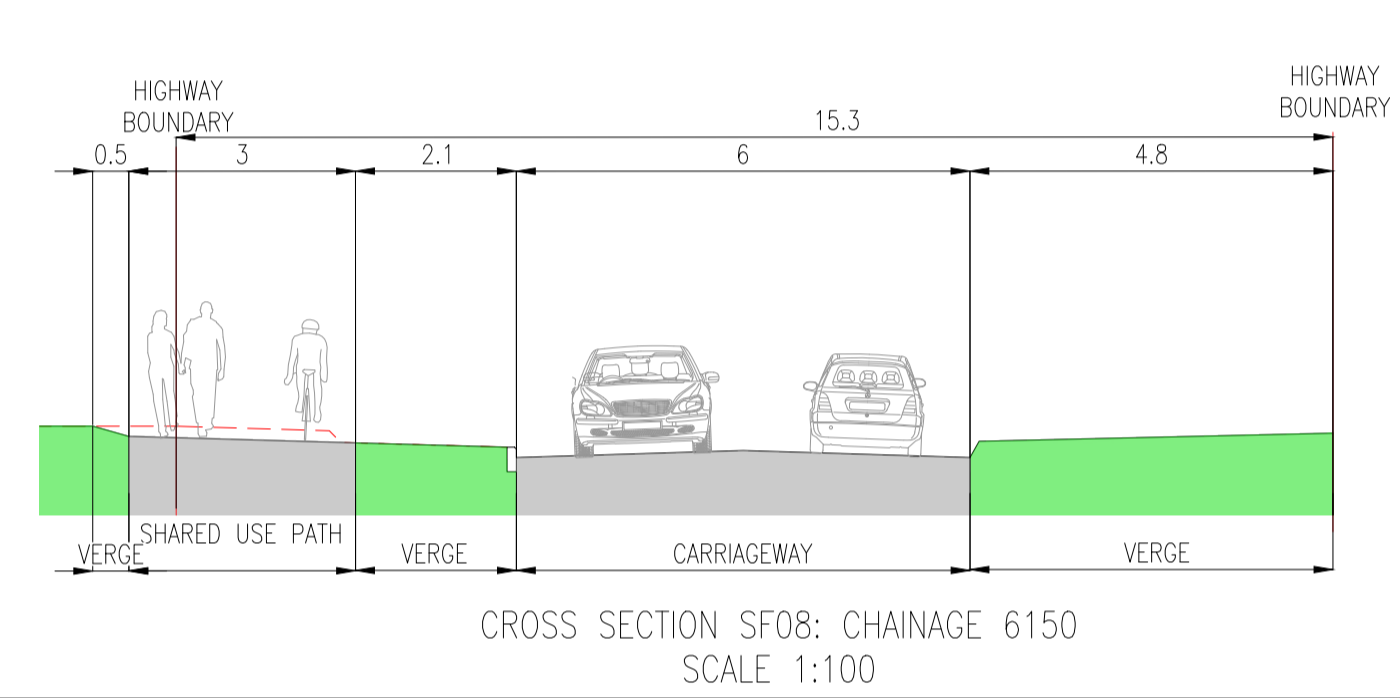 HIGHWAY
BOUNDARY
HIGHWAY
BOUNDARY
15.3
0.5
3
2.1
6
4.8
SHARED USE PATH
VERGE
VERGE
CARRIAGEWAY
VERGE
CROSS SECTION SF08: CHAINAGE 6150
SCALE 1:100